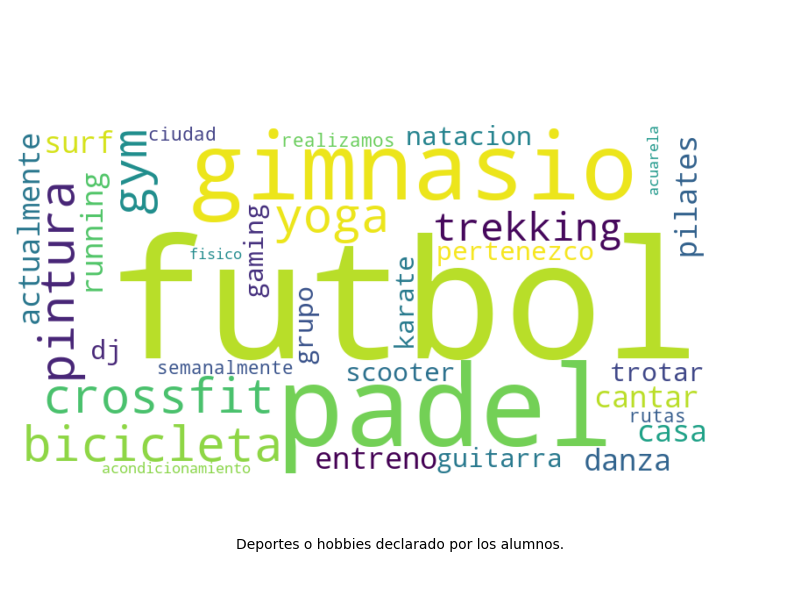 actualmente
surf
gym
ciudad
gimnasio
realizamos
natacion
acuarela
pilates
pintura
running
yoga
trekking
gaming
fisico
futbol
pertenezco
grupo
karate
dj
semanalmente
scooter
trotar
crossfit
padel
cantar
rutas
casa
bicicleta
entreno
guitarra
danza
acondicionamiento
Deportes o hobbies declarado por los alumnos.